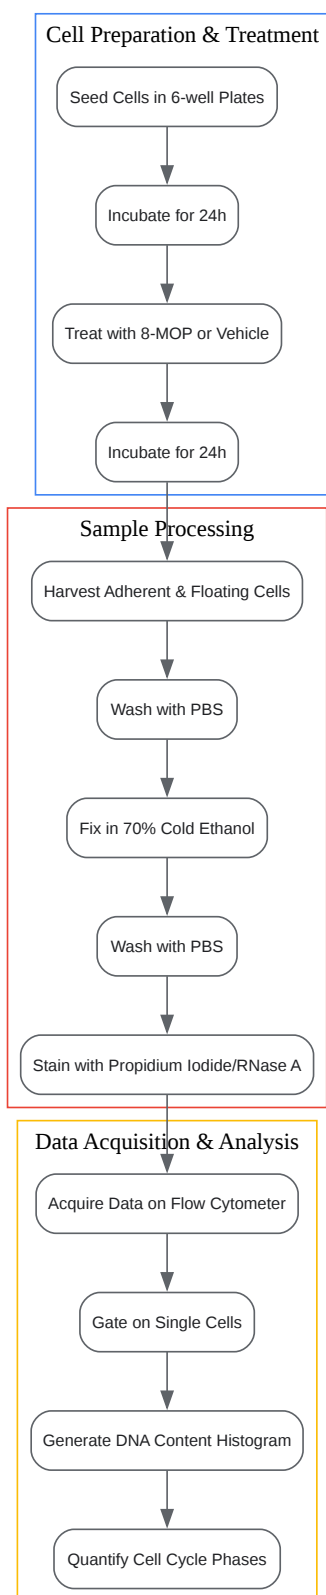 Cell Preparation & Treatment
Seed Cells in 6-well Plates
Incubate for 24h
Treat with 8-MOP or Vehicle
Incubate for 24h
Sample Processing
Harvest Adherent & Floating Cells
Wash with PBS
Fix in 70% Cold Ethanol
Wash with PBS
Stain with Propidium Iodide/RNase A
Data Acquisition & Analysis
Acquire Data on Flow Cytometer
Gate on Single Cells
Generate DNA Content Histogram
Quantify Cell Cycle Phases